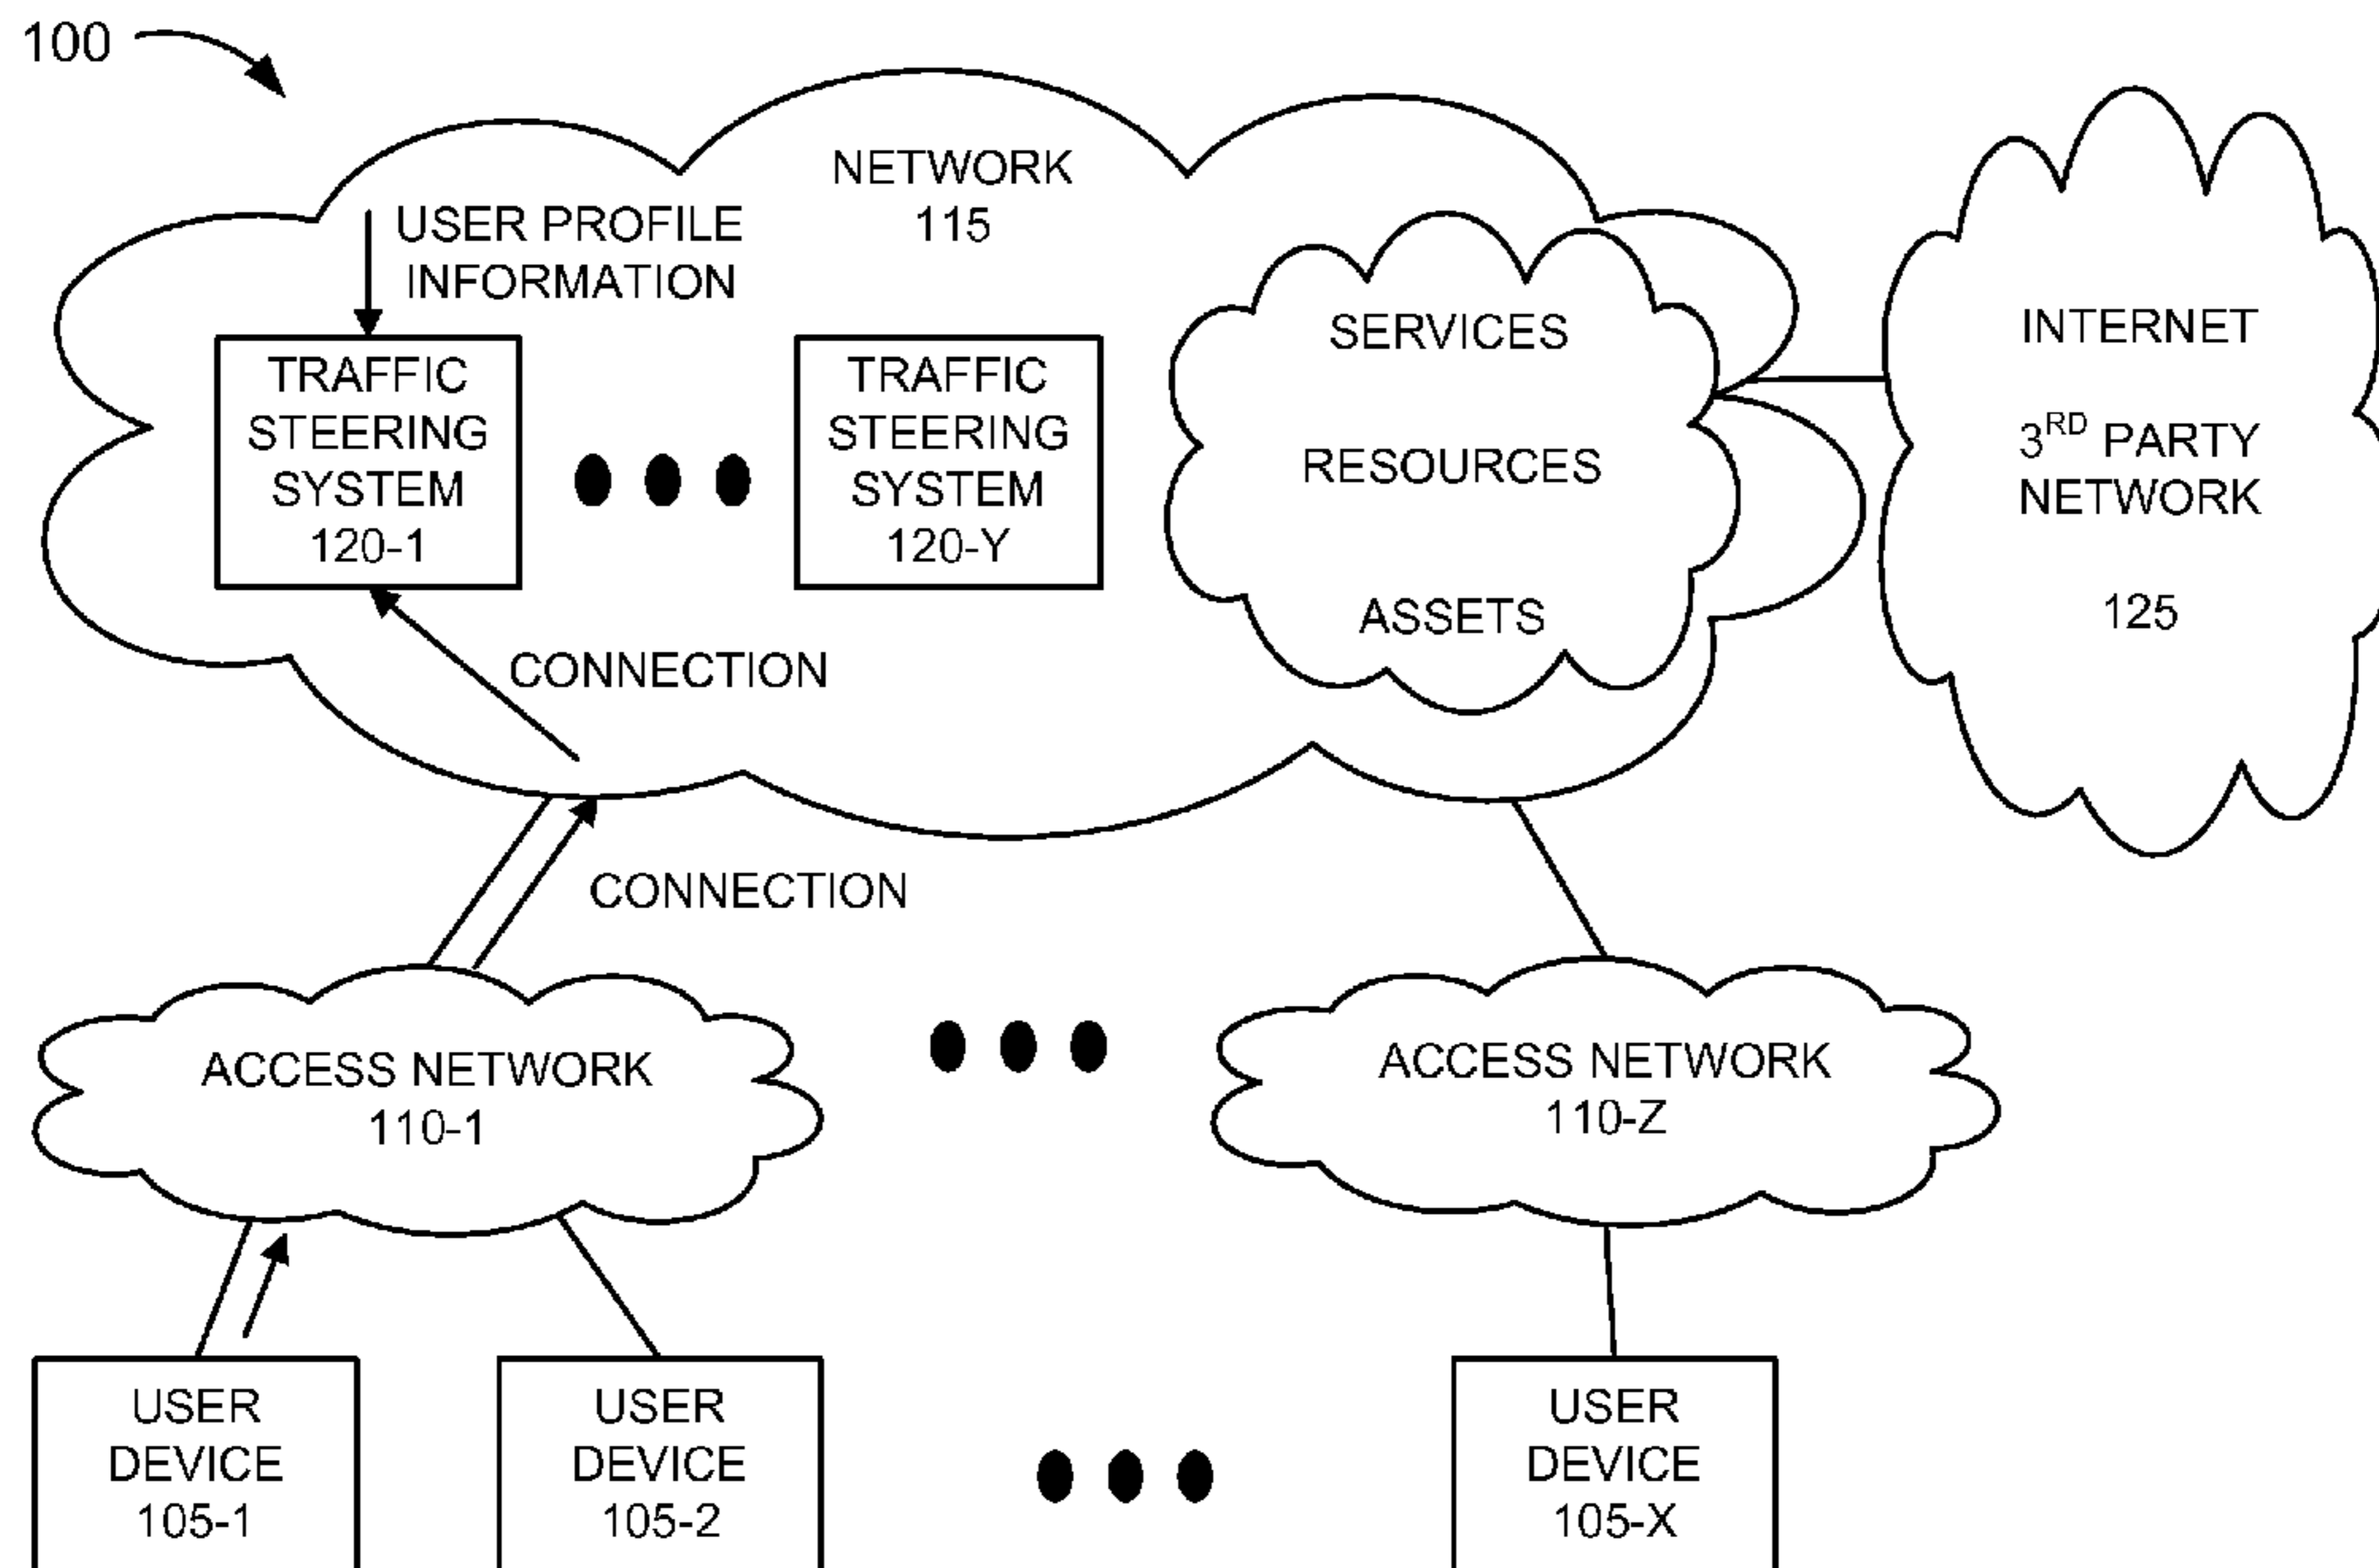 100
NETWORK
115
USER PROFILE
INFORMATION
TRAFFIC
STEERING
SYSTEM
120-1
TRAFFIC
STEERING
SYSTEM
120-Y
SERVICES
RESOURCES
ASSETS
INTERNET
3RD PARTY
NETWORK
125
CONNECTION
CONNECTION
ACCESS NETWORK
110-1
ACCESS NETWORK
110-Z
USER
DEVICE
105-1
USER
DEVICE
105-2
USER
DEVICE
105-X